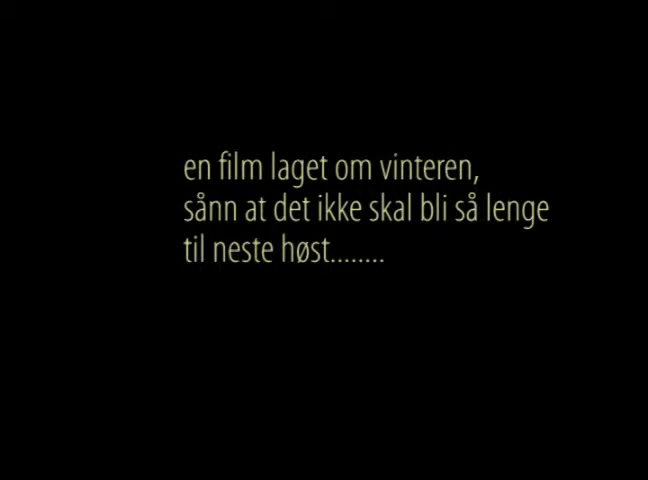 en film laget om vinteren,
sånn at det ikke skal bli så lenge
til neste høst........